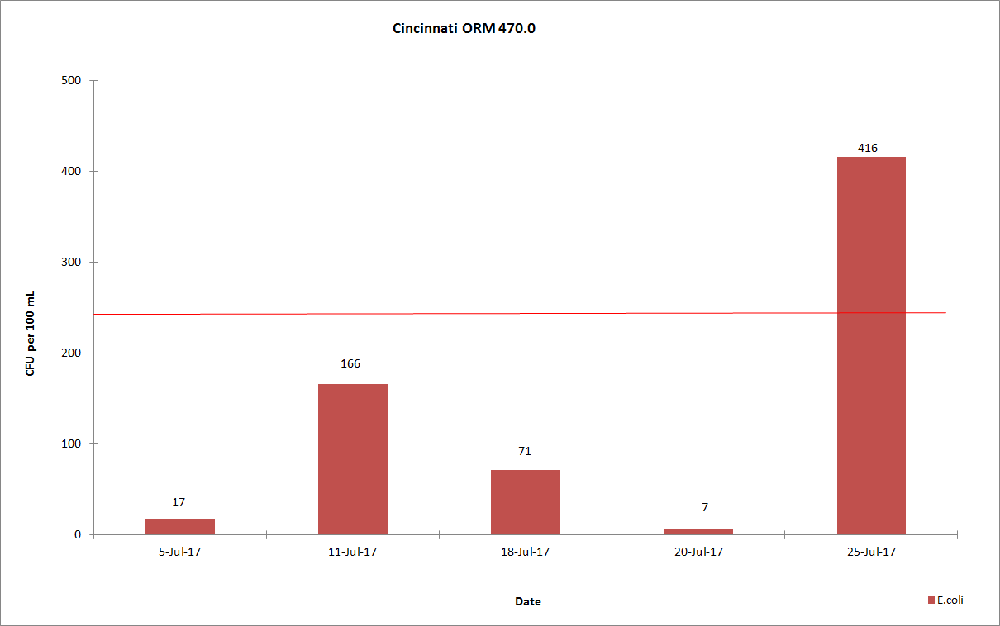 Cincinnati ORM 470.0
500
400
300
200
100
0
CFU per 100 mL
17
166
71
7
416
5-Jul-17
11-Jul-17
18-Jul-17
20-Jul-17
25-Jul-17
Date
E.coli